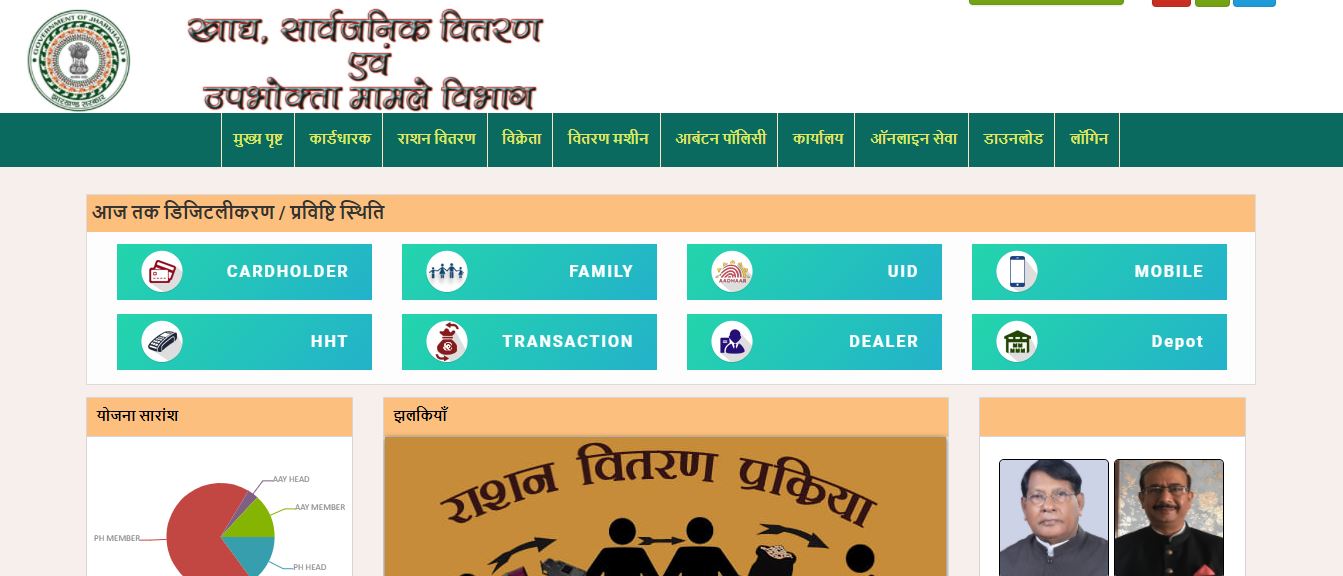 GOVERNMENT OF JHARKHAND
झारखण्ड सरकार
खाद्य, सार्वजनिक वितरण
एवं
उपभोक्ता मामले विभाग
मुख्य पृष्ट
कार्डधारक
राशन वितरण
विक्रेता
वितरण मशीन
आबंटन पॉलिसी
कार्यालय
ऑनलाइन सेवा
डाउनलोड
लॉगिन
आज तक डिजिटलीकरण / प्रविष्टि स्थिति
CARDHOLDER
FAMILY
AADHAAR
UID
MOBILE
HHT
TRANSACTION
DEALER
Depot
योजना सारांश
झलकियाँ
AAY HEAD
AAY MEMBER
PH MEMBER
PH HEAD
राशन वितरण प्रकिया